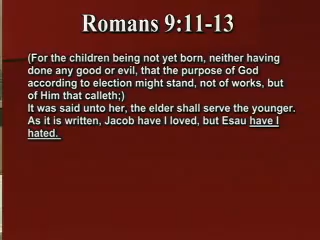 Romans 9:11-13
(For the children being not yet born, neither having
done any good or evil, that the purpose of God
according to election might stand, not of works, but
of Him that calleth;)
It was said unto her, the elder shall serve the younger.
As it is written, Jacob have I loved, but Esau have I
hated.